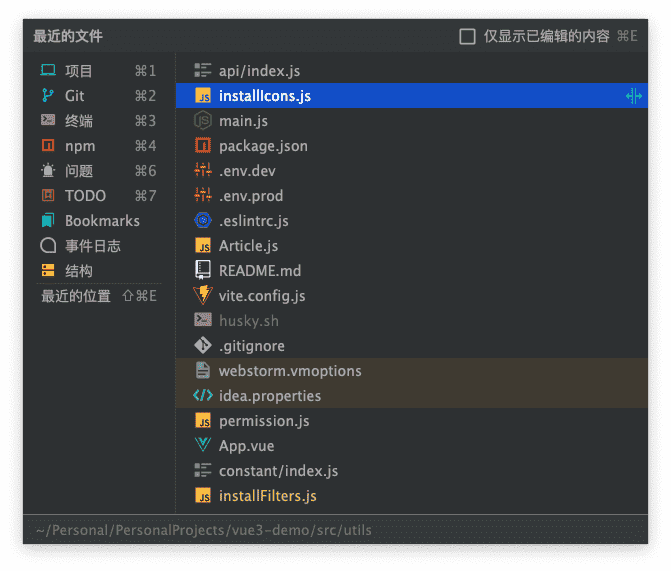 最近的文件
仅显示已编辑的内容 ⌘E
项目 ⌘1
Git ⌘2
终端 ⌘3
npm ⌘4
问题 ⌘6
TODO ⌘7
Bookmarks
事件日志
结构
最近的位置 ⇧⌘E
api/index.js
installIcons.js
main.js
package.json
.env.dev
.env.prod
.eslintrc.js
Article.js
README.md
vite.config.js
husky.sh
.gitignore
webstorm.vmoptions
idea.properties
permission.js
App.vue
constant/index.js
installFilters.js
~/Personal/PersonalProjects/vue3-demo/src/utils